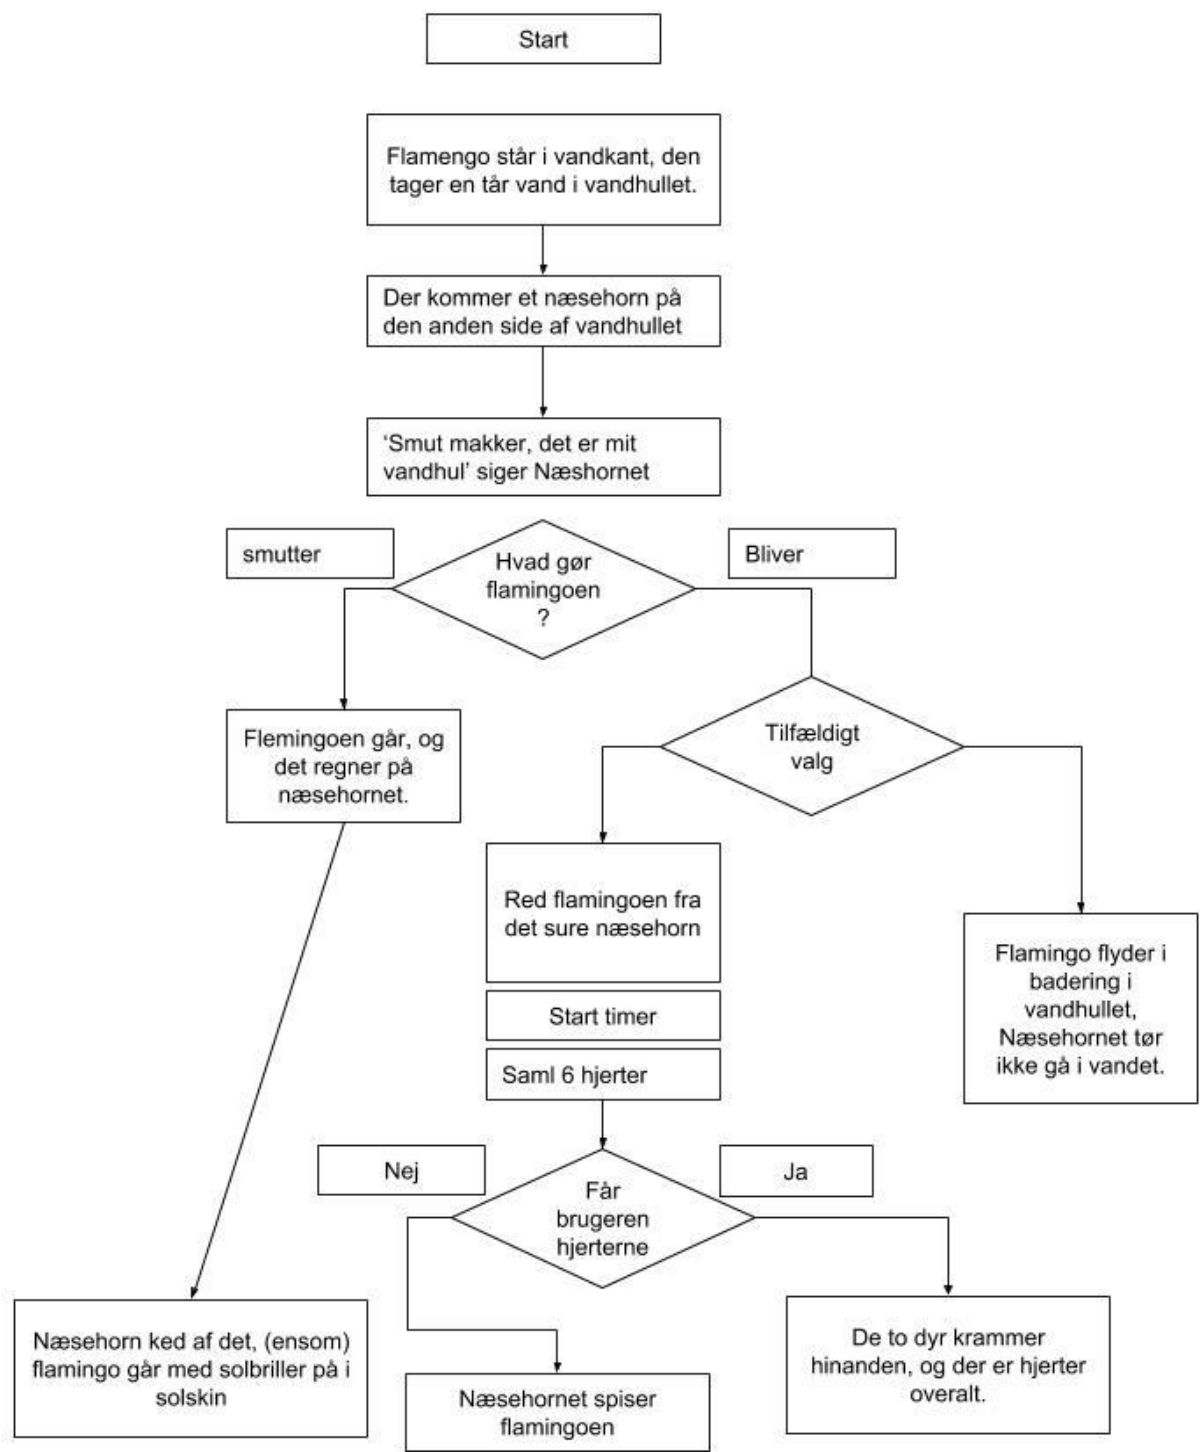 Start
Flamengo står i vandkant, den
tager en tår vand i vandhullet.
Der kommer et næsehorn på
den anden side af vandhullet
‘Smut makker, det er mit
vandhul’ siger Næshornet
smutter
Hvad gør
flamingoen
?
Bliver
Flemingoen går, og
det regner på
næsehornet.
Tilfældigt
valg
Red flamingoen fra
det sure næsehorn
Start timer
Saml 6 hjerter
Flamingo flyder i
badering i
vandhullet,
Næsehornet tør
ikke gå i vandet.
Nej
Får
brugeren
hjerterne
Ja
Næsehorn ked af det, (ensom)
flamingo går med solbriller på i
solskin
Næsehornet spiser
flamingoen
De to dyr krammer
hinanden, og der er hjerter
overalt.